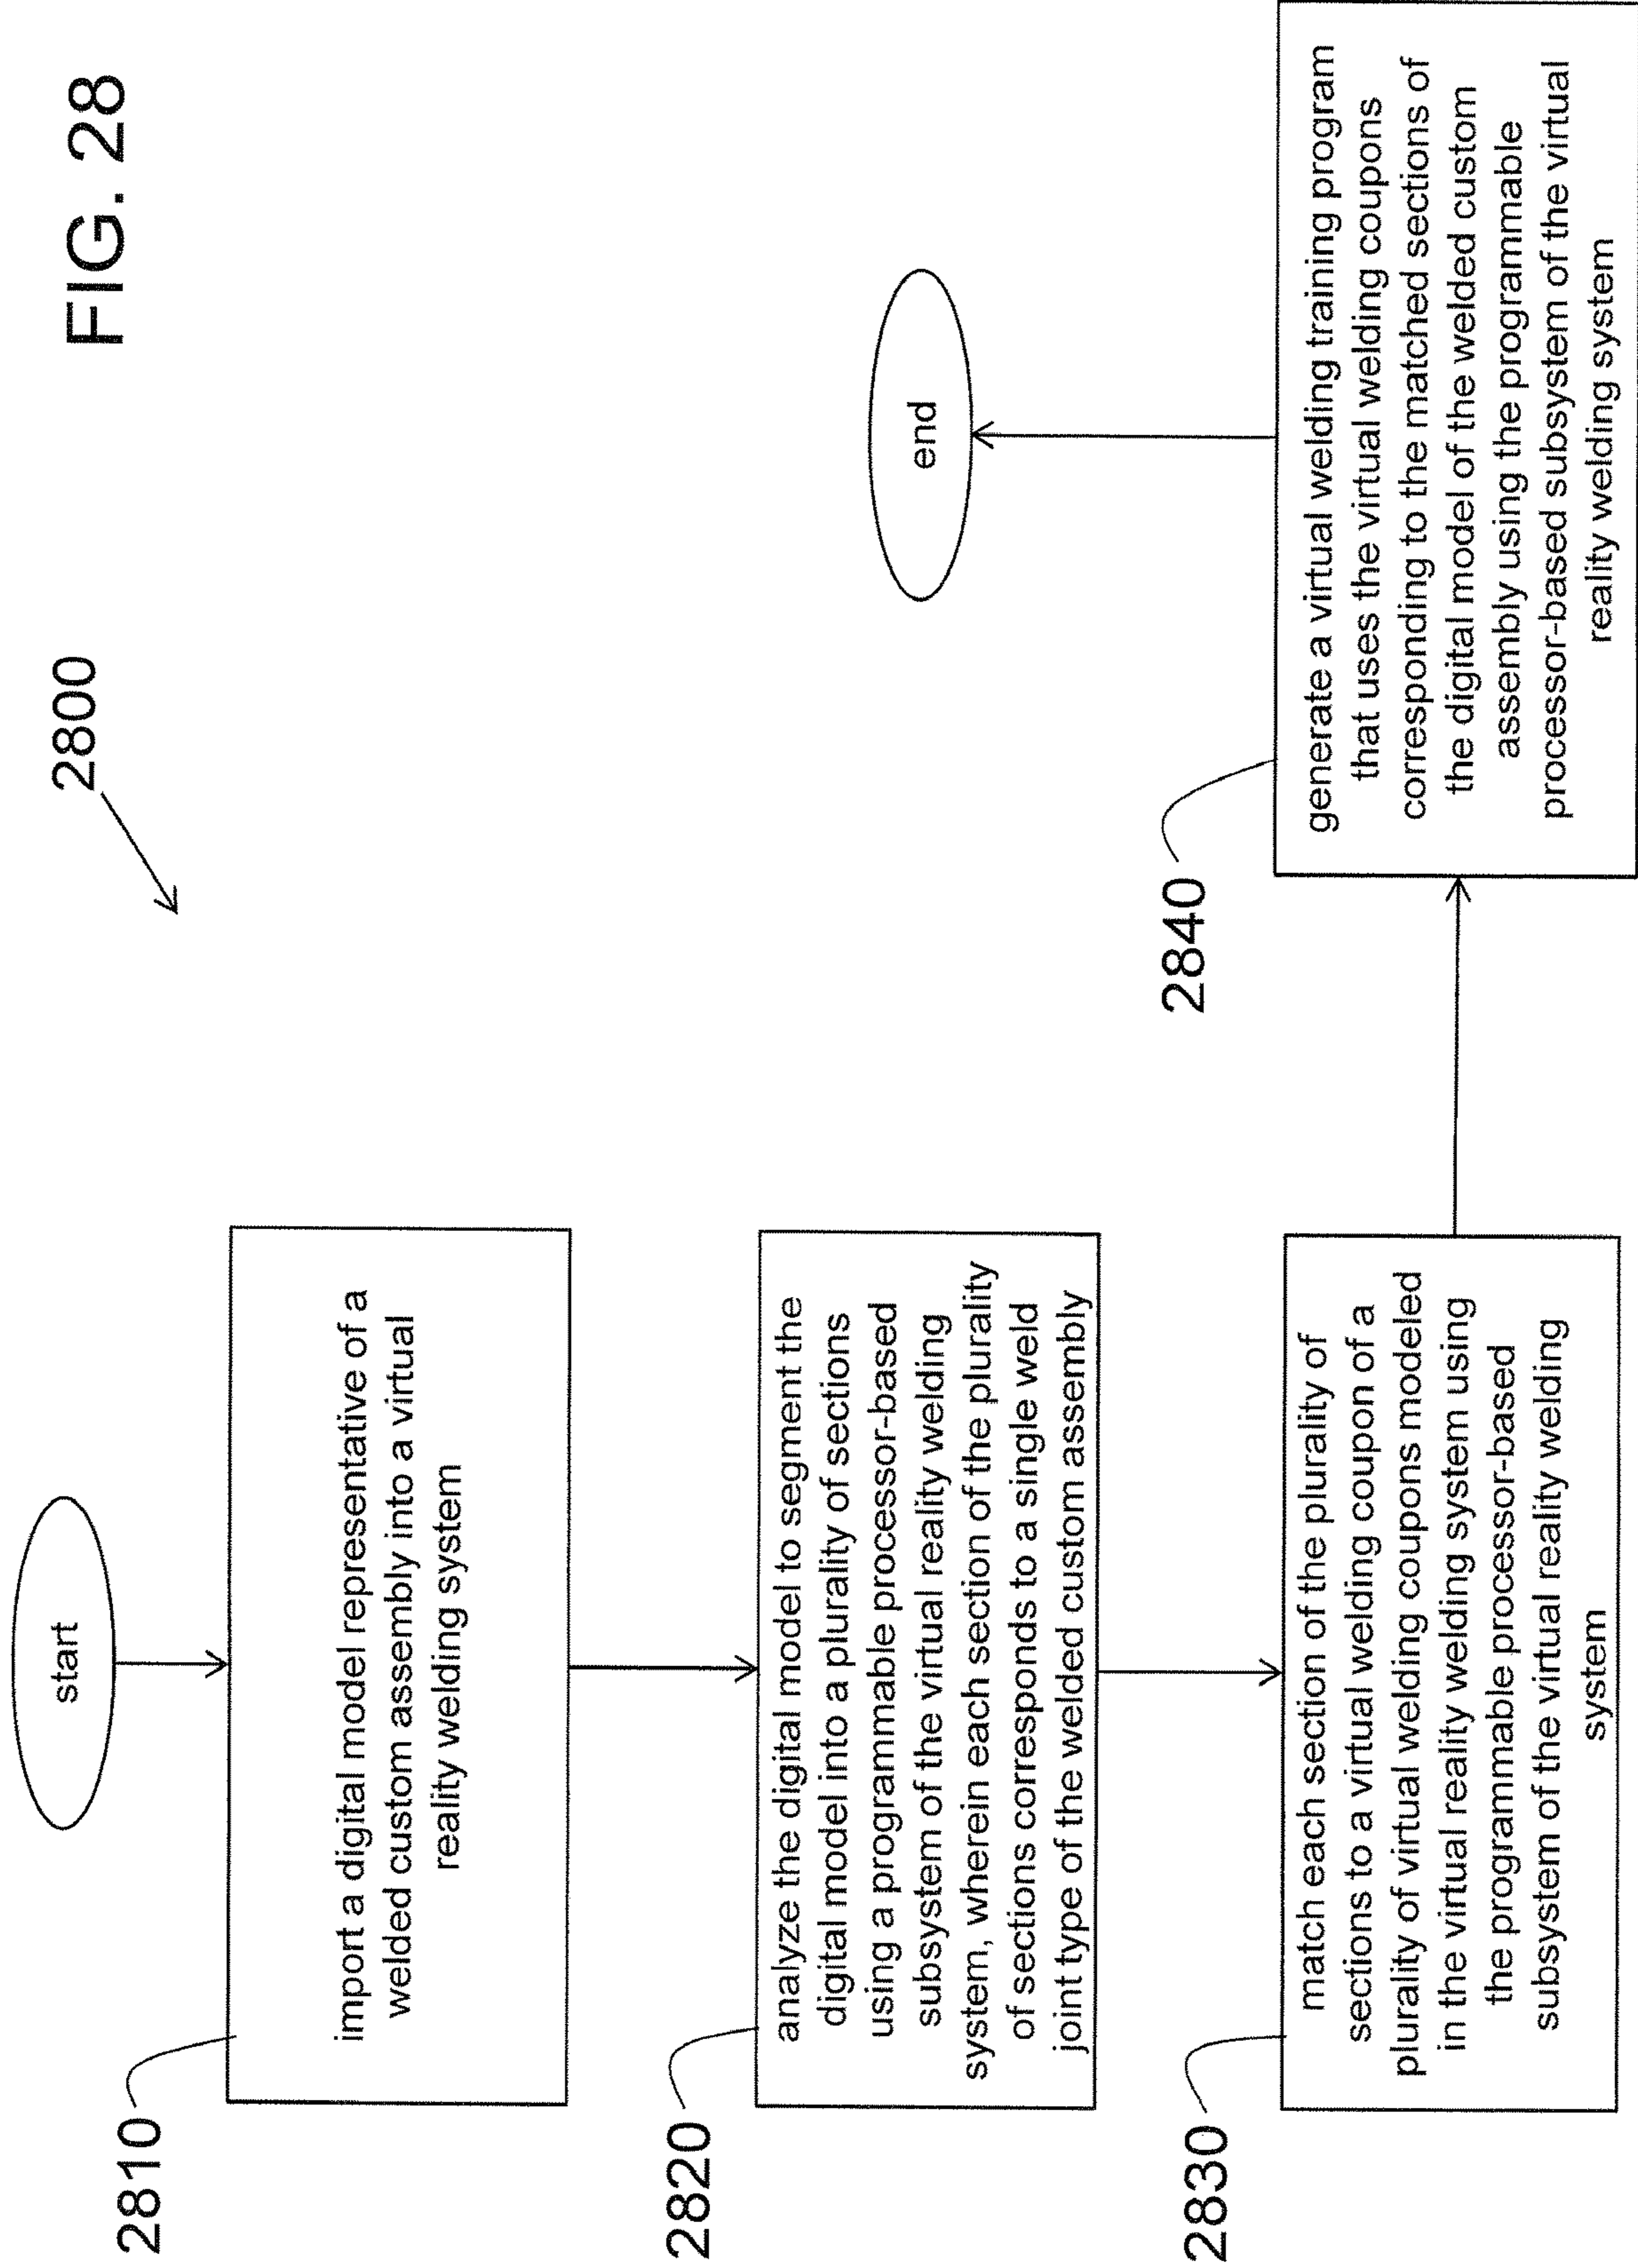 FIG. 28
2800
start
2810
import a digital model representative of a
welded custom assembly into a virtual
reality welding system
2820
analyze the digital model to segment the
digital model into a plurality of sections
using a programmable processor-based
subsystem of the virtual reality welding
system, wherein each section of the plurality
of sections corresponds to a single weld
joint type of the welded custom assembly
2830
match each section of the plurality of
sections to a virtual welding coupon of a
plurality of virtual welding coupons modeled
in the virtual reality welding system using
the programmable processor-based
subsystem of the virtual reality welding
system
2840
generate a virtual welding training program
that uses the virtual welding coupons
corresponding to the matched sections of
the digital model of the welded custom
assembly using the programmable
processor-based subsystem of the virtual
reality welding system
end